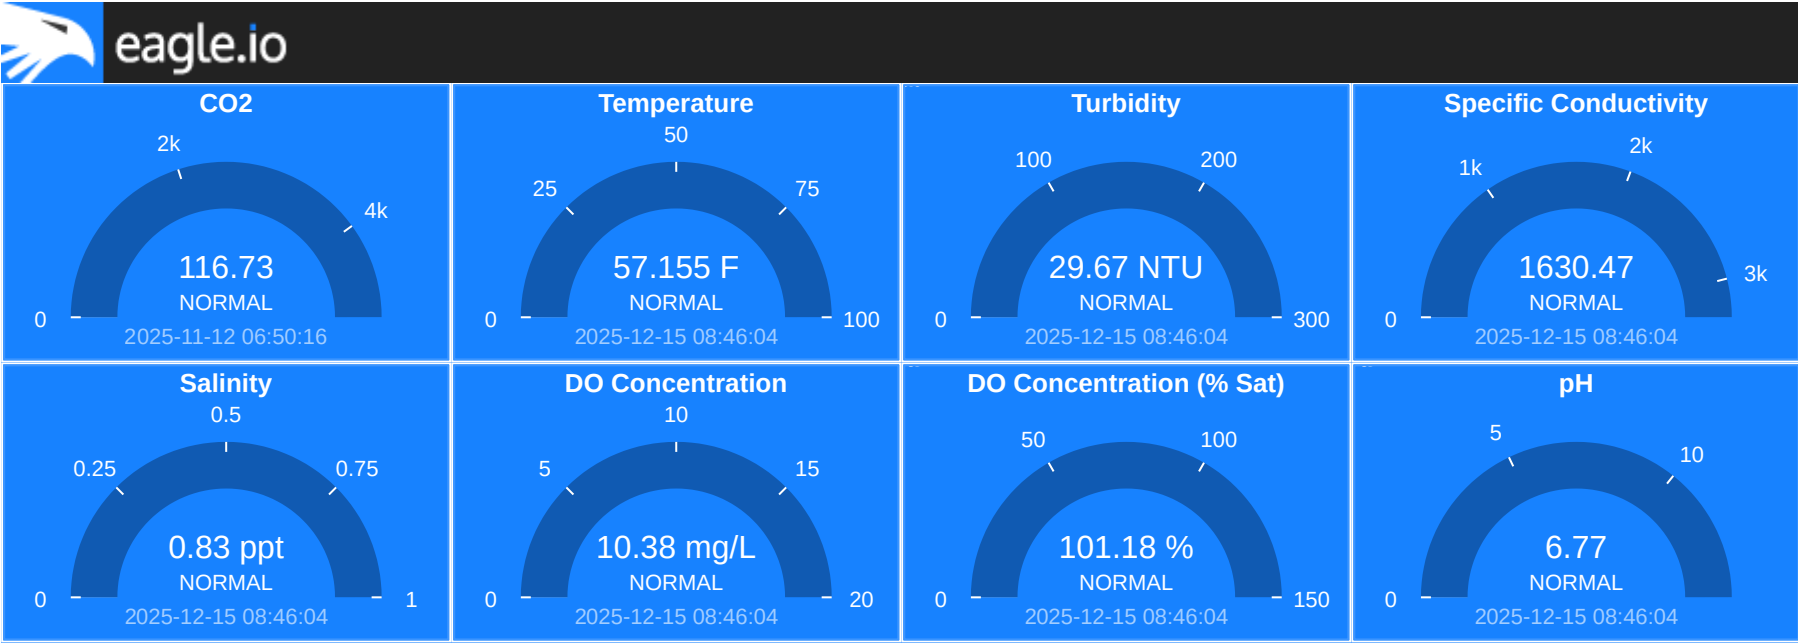 eagle.io
CO2
2k
4k
0
116.73
NORMAL
2025-11-12 06:50:16
Temperature
50
25
75
0
100
57.155 F
NORMAL
2025-12-15 08:46:04
Turbidity
100
200
0
300
29.67 NTU
NORMAL
2025-12-15 08:46:04
Specific Conductivity
2k
1k
3k
0
1630.47
NORMAL
2025-12-15 08:46:04
Salinity
0.5
0.25
0.75
0
1
0.83 ppt
NORMAL
2025-12-15 08:46:04
DO Concentration
10
5
15
0
20
10.38 mg/L
NORMAL
2025-12-15 08:46:04
DO Concentration (% Sat)
50
100
0
150
101.18 %
NORMAL
2025-12-15 08:46:04
pH
5
10
0
6.77
NORMAL
2025-12-15 08:46:04